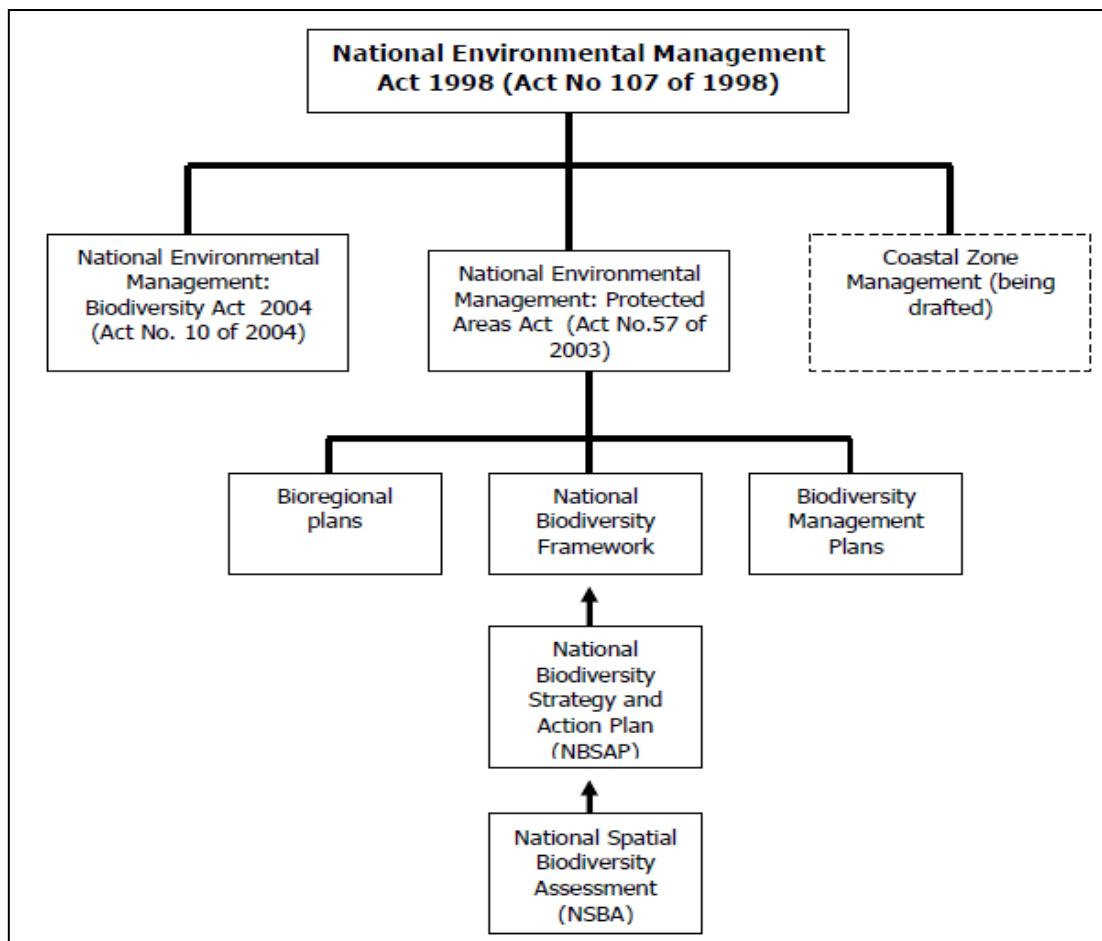 National Environmental Management
Act 1998 (Act No 107 of 1998)
National Environmental
Management:
Biodiversity Act 2004
(Act No. 10 of 2004)
National Environmental
Management: Protected
Areas Act (Act No.57 of
2003)
Coastal Zone
Management (being
drafted)
Bioregional
plans
National
Biodiversity
Framework
Biodiversity
Management
Plans
National
Biodiversity
Strategy and
Action Plan
(NBSAP)
National Spatial
Biodiversity
Assessment
(NSBA)